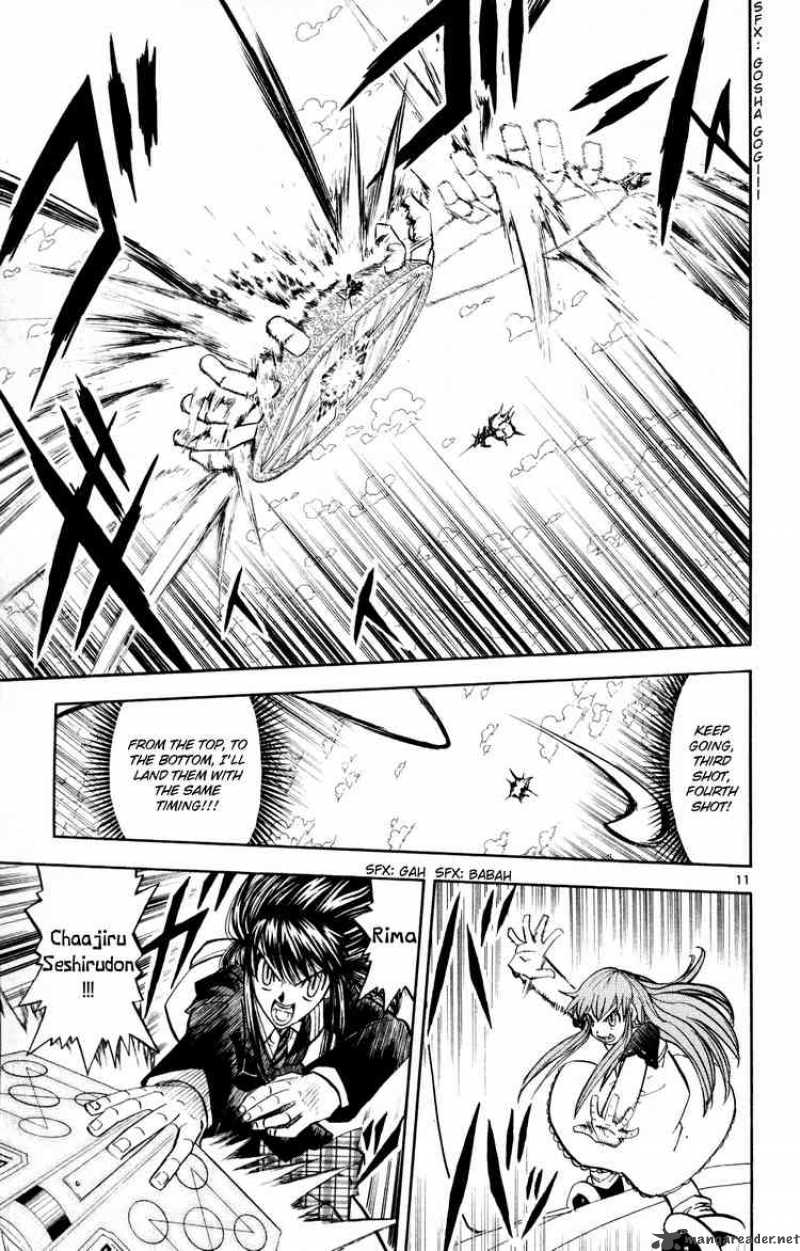 SFX: GOSHA GOGIII
KEEP
GOING,
THIRD
SHOT,
FOURTH
SHOT!
FROM THE TOP, TO
THE BOTTOM, I'LL
LAND THEM WITH
THE SAME
TIMING!!!
SFX: GAH SFX: BABAH
11
Rima
Chaajiru
Seshirudon
!!!
mangareader.net